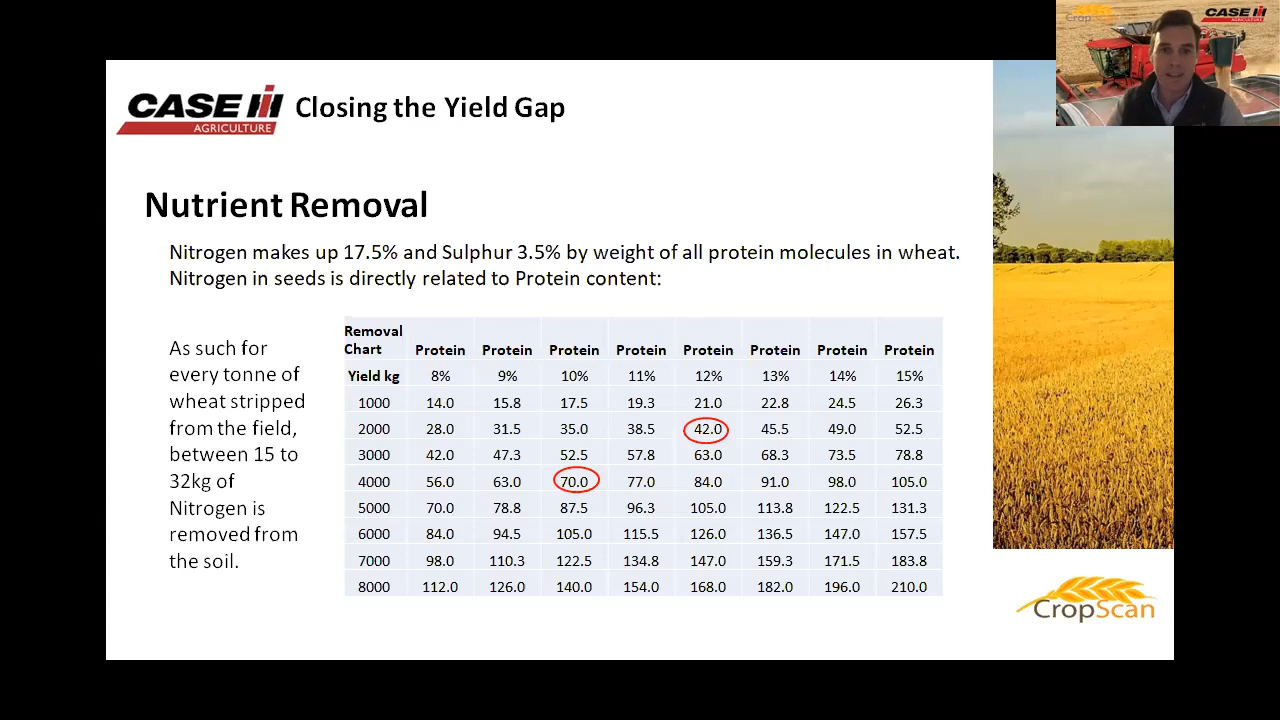 CropScan
CASE IH
AGRICULTURE
CASE IH
AGRICULTURE
Closing the Yield Gap
Nutrient Removal
Nitrogen makes up 17.5% and Sulphur 3.5% by weight of all protein molecules in wheat.
Nitrogen in seeds is directly related to Protein content:
As such for
every tonne of
wheat stripped
from the field,
between 15 to
32kg of
Nitrogen is
removed from
the soil.
Removal
Chart Protein Protein Protein Protein Protein Protein Protein Protein
Yield kg 8% 9% 10% 11% 12% 13% 14% 15%
1000 14.0 15.8 17.5 19.3 21.0 22.8 24.5 26.3
2000 28.0 31.5 35.0 38.5 42.0 45.5 49.0 52.5
3000 42.0 47.3 52.5 57.8 63.0 68.3 73.5 78.8
4000 56.0 63.0 70.0 77.0 84.0 91.0 98.0 105.0
5000 70.0 78.8 87.5 96.3 105.0 113.8 122.5 131.3
6000 84.0 94.5 105.0 115.5 126.0 136.5 147.0 157.5
7000 98.0 110.3 122.5 134.8 147.0 159.3 171.5 183.8
8000 112.0 126.0 140.0 154.0 168.0 182.0 196.0 210.0
CropScan